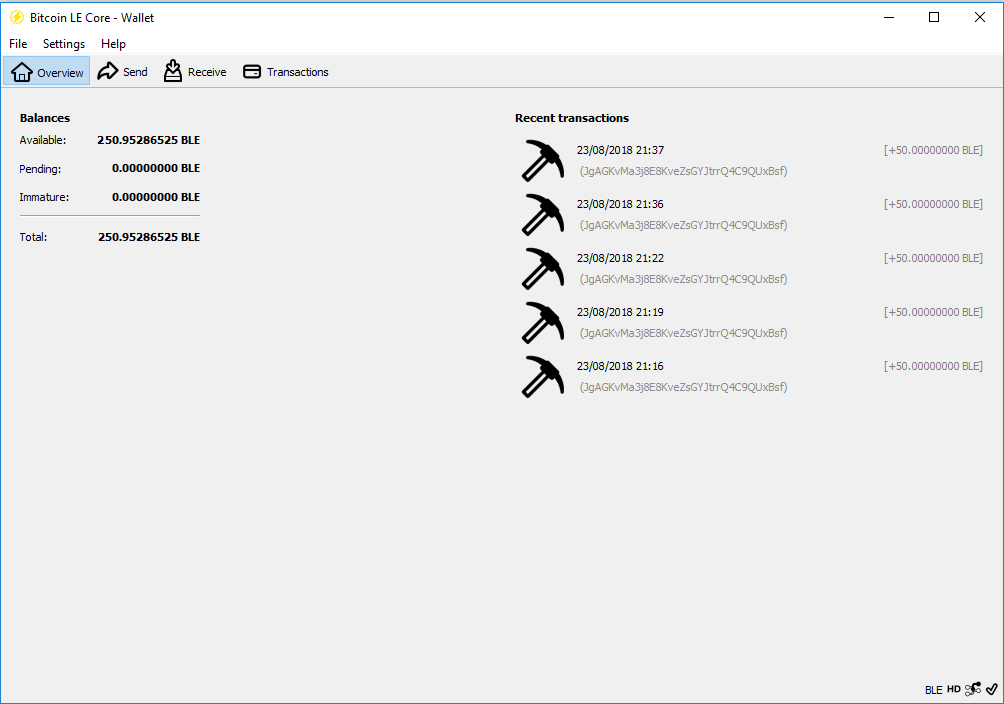 Bitcoin LE Core - Wallet
File Settings Help
Overview Send Receive Transactions
Balances
Available: 250.95286525 BLE
Pending: 0.00000000 BLE
Immature: 0.00000000 BLE
Total: 250.95286525 BLE
Recent transactions
23/08/2018 21:37 [+50.00000000 BLE]
(JgAGKvMa3j8E8KveZsGYJtrrQ4C9QUxBsf)
23/08/2018 21:36 [+50.00000000 BLE]
(JgAGKvMa3j8E8KveZsGYJtrrQ4C9QUxBsf)
23/08/2018 21:22 [+50.00000000 BLE]
(JgAGKvMa3j8E8KveZsGYJtrrQ4C9QUxBsf)
23/08/2018 21:19 [+50.00000000 BLE]
(JgAGKvMa3j8E8KveZsGYJtrrQ4C9QUxBsf)
23/08/2018 21:16 [+50.00000000 BLE]
(JgAGKvMa3j8E8KveZsGYJtrrQ4C9QUxBsf)
BLE HD